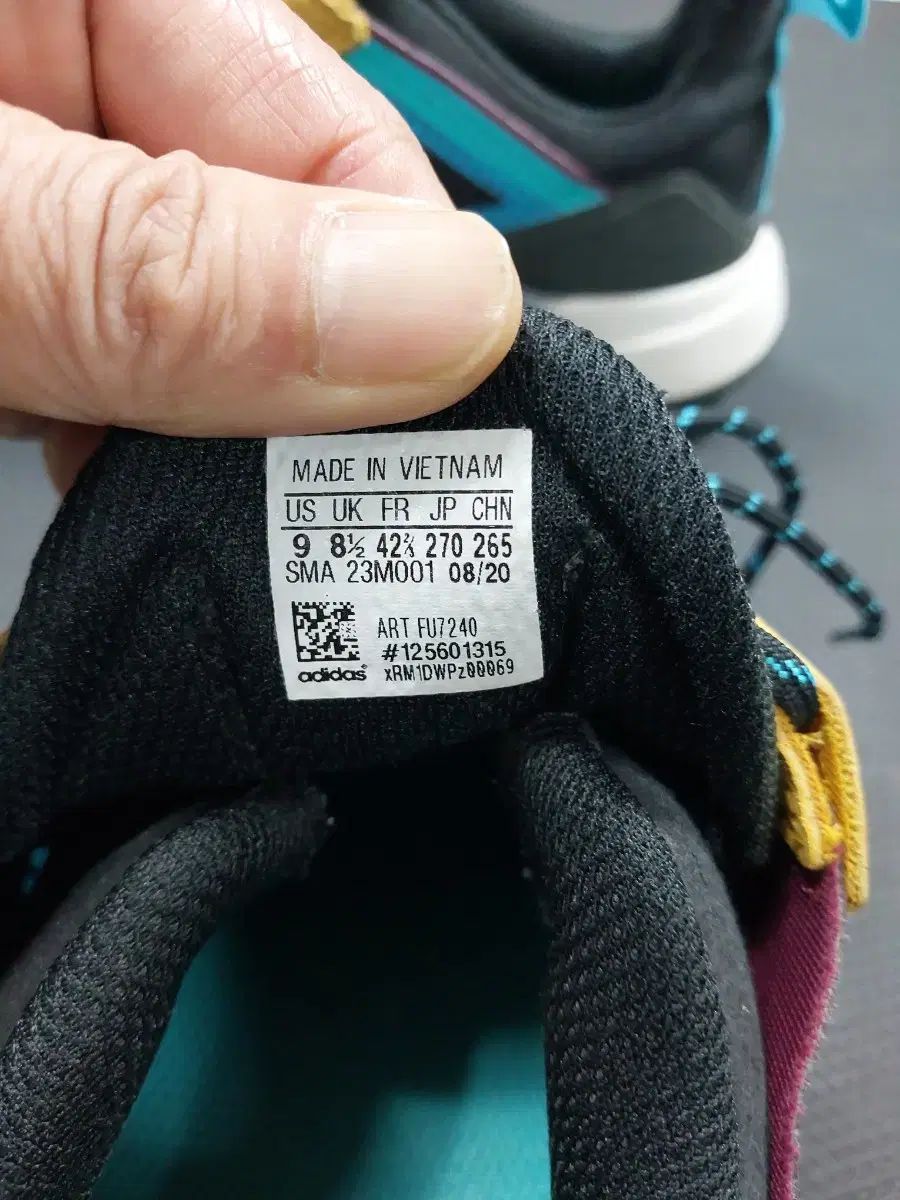 MADE IN VIETNAM
US UK FR JP CHN
9 8½ 42⅔ 270 265
SMA 23M001 08/20
ART FU7240
#125601315
adidas® xRM1DWPz00069